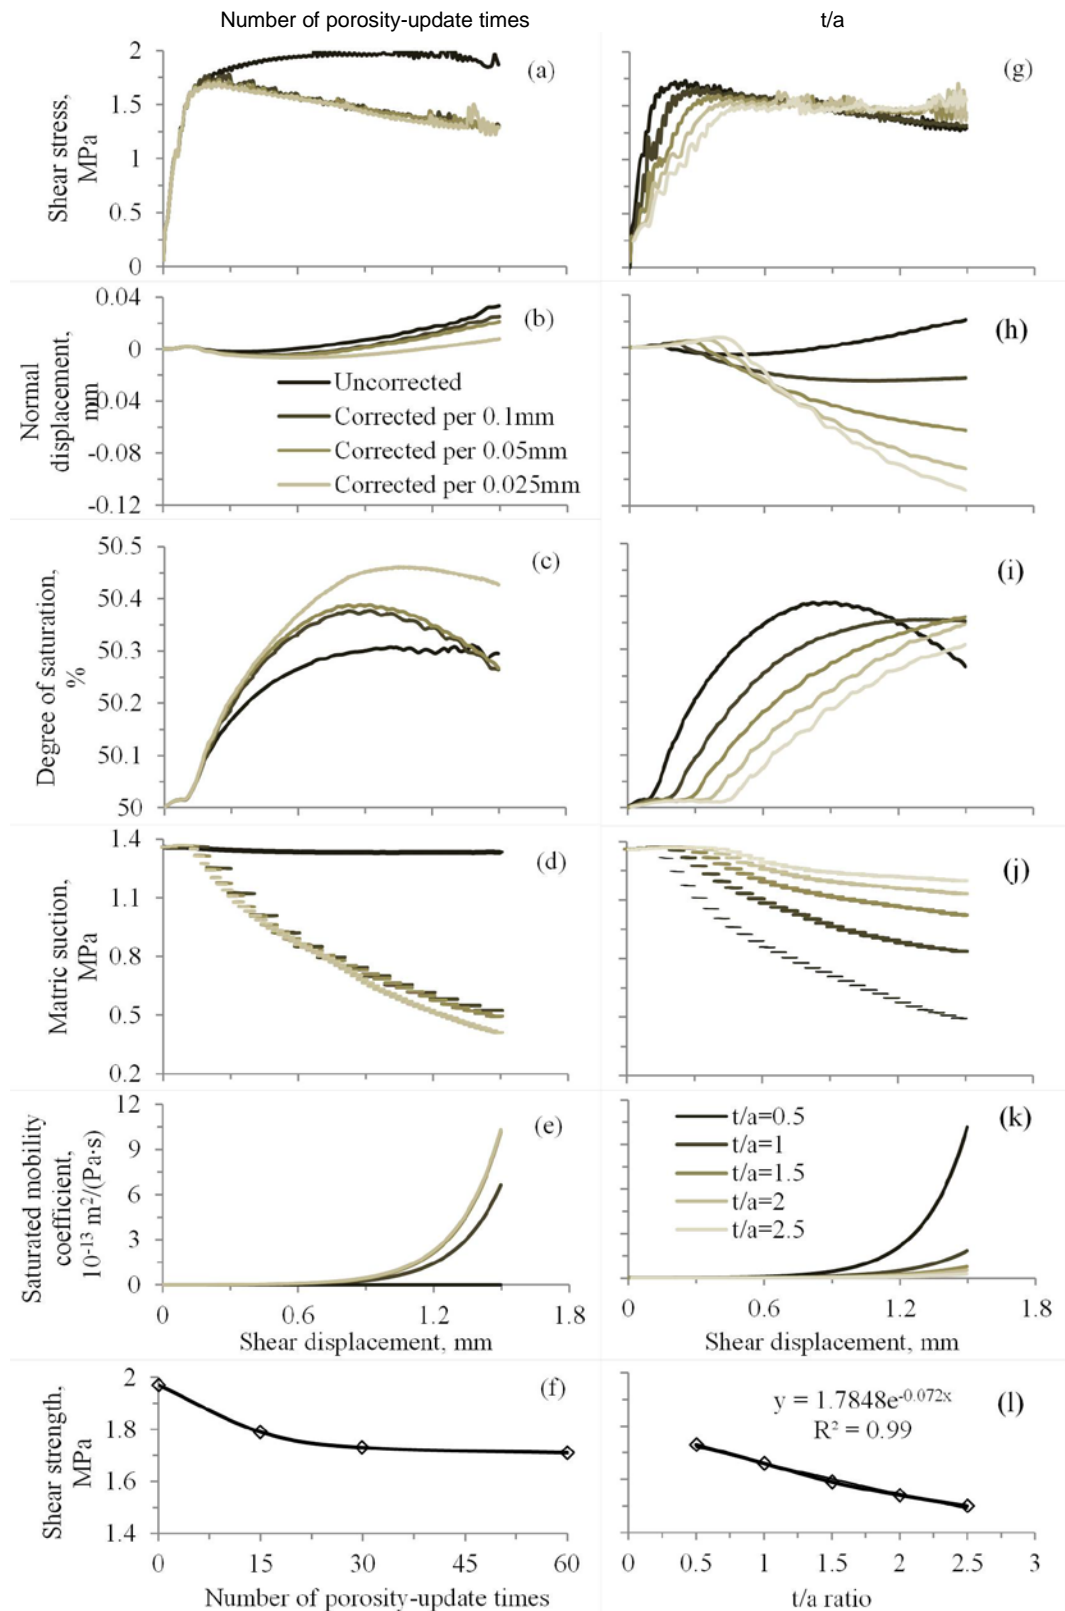 Number of porosity-update times
t/a
2
1.5
1
0.5
0
Shear stress,
MPa
(a)
(g)
0.04
0
-0.04
-0.08
-0.12
Normal
displacement,
mm
(b)
Uncorrected
Corrected per 0.1mm
Corrected per 0.05mm
Corrected per 0.025mm
(h)
50.5
50.4
50.3
50.2
50.1
50
Degree of saturation,
%
(c)
(i)
1.4
1.1
0.8
0.5
0.2
Matric suction,
MPa
(d)
(j)
12
9
6
3
0
Saturated mobility
coefficient,
10⁻¹³ m²/(Pa·s)
(e)
0 0.6 1.2 1.8
Shear displacement, mm
t/a=0.5
t/a=1
t/a=1.5
t/a=2
t/a=2.5
(k)
0 0.6 1.2 1.8
Shear displacement, mm
2
1.8
1.6
1.4
Shear strength,
MPa
(f)
0 15 30 45 60
Number of porosity-update times
y = 1.7848e⁻⁰·⁰⁷²ˣ
R² = 0.99
(l)
0 0.5 1 1.5 2 2.5 3
t/a ratio